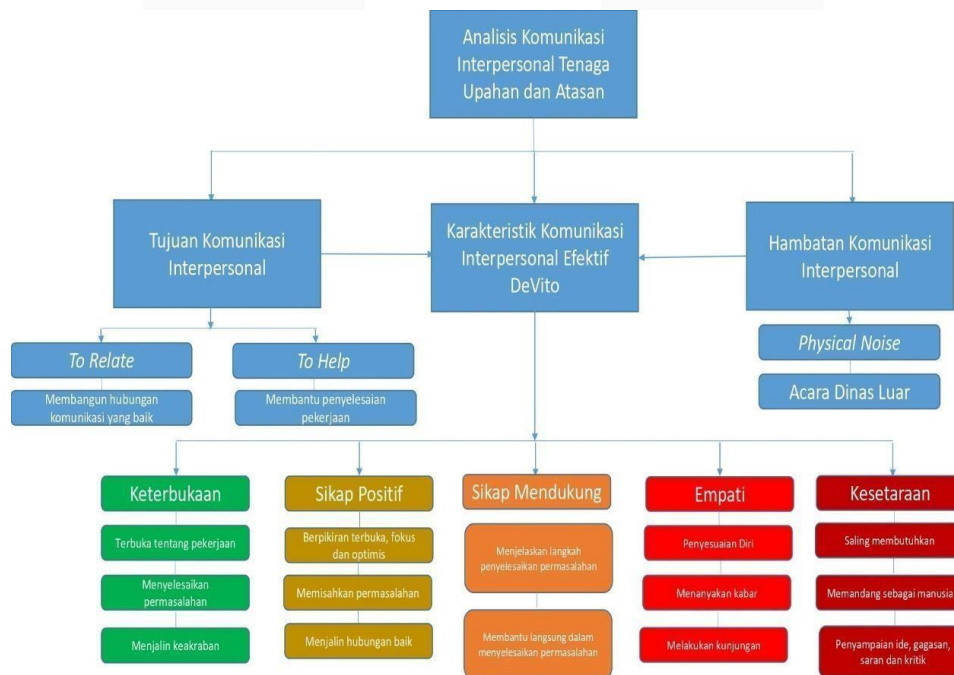 Analisis Komunikasi
Interpersonal Tenaga
Upahan dan Atasan
Tujuan Komunikasi
Interpersonal
Karakteristik Komunikasi
Interpersonal Efektif
DeVito
Hambatan Komunikasi
Interpersonal
To Relate
To Help
Physical Noise
Membangun hubungan
komunikasi yang baik
Membantu penyelesaian
pekerjaan
Acara Dinas Luar
Keterbukaan
Sikap Positif
Sikap Mendukung
Empati
Kesetaraan
Terbuka tentang pekerjaan
Menyelesaikan
permasalahan
Menjalin keakraban
Berpikiran terbuka, fokus
dan optimis
Memisahkan permasalahan
Menjalin hubungan baik
Menjelaskan langkah
penyelesaikan permasalahan
Membantu langsung dalam
menyelesaikan permasalahan
Penyesuaian Diri
Menanyakan kabar
Melakukan kunjungan
Saling membutuhkan
Memandang sebagai manusia
Penyampaian ide, gagasan,
saran dan kritik